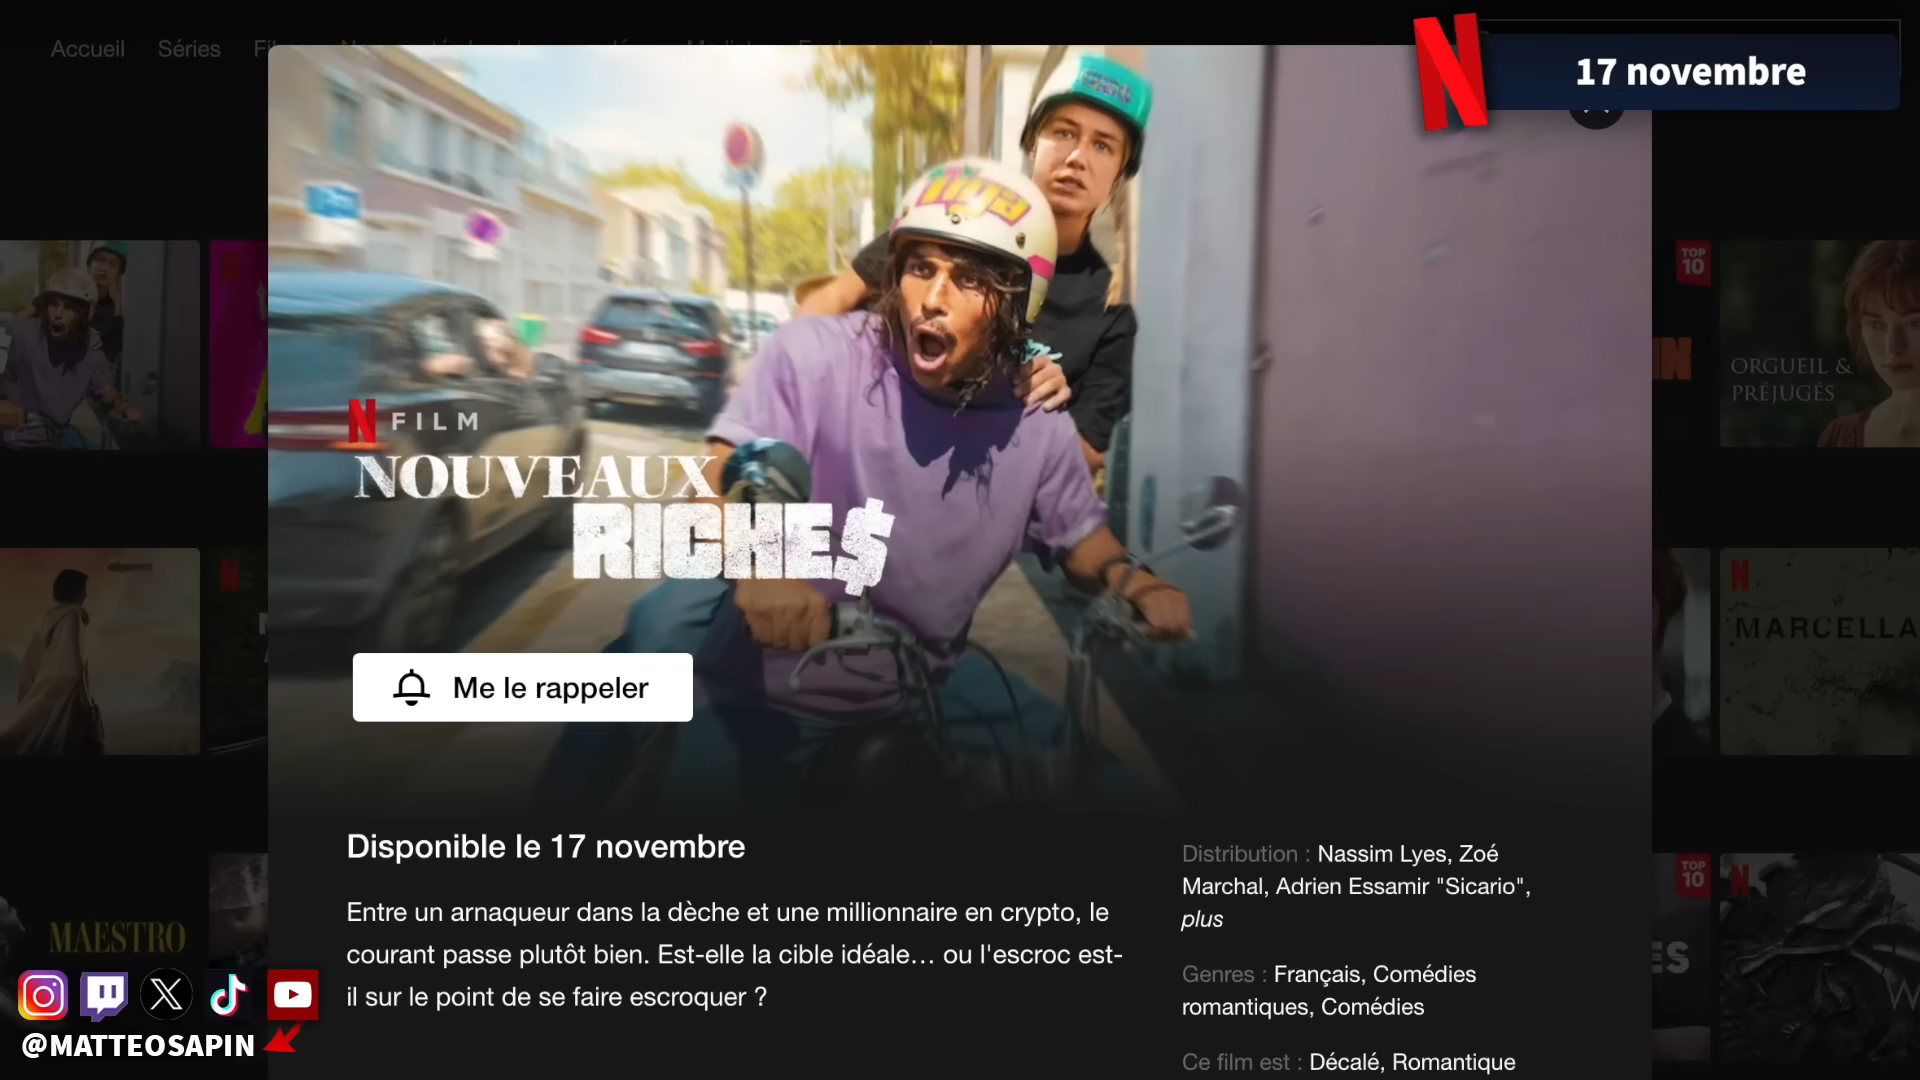 Accueil Séries
17 novembre
nya
TOP
10
ORGUEIL &
PRÉJUGÉS
FILM
NOUVEAUX
RICHE$
MARCELLA
Me le rappeler
Disponible le 17 novembre
Entre un arnaqueur dans la dèche et une millionnaire en crypto, le
courant passe plutôt bien. Est-elle la cible idéale… ou l'escroc est-
il sur le point de se faire escroquer ?
Distribution : Nassim Lyes, Zoé
Marchal, Adrien Essamir "Sicario",
plus
Genres : Français, Comédies
romantiques, Comédies
Ce film est : Décalé, Romantique
TOP
10
MAESTRO
@MATTEOSAPIN